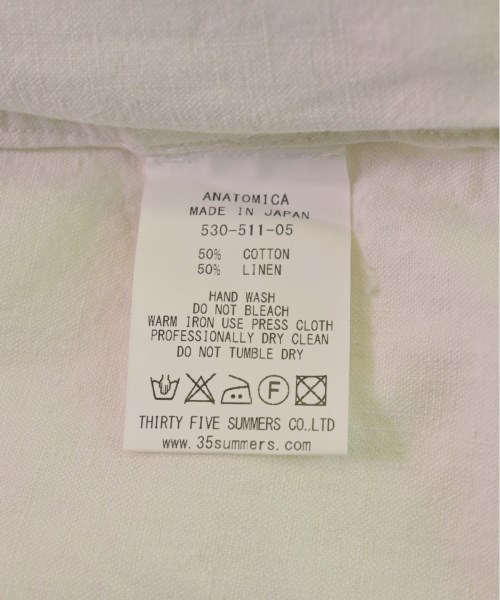 ANATOMICA
MADE IN JAPAN
530-511-05
50% COTTON
50% LINEN
HAND WASH
DO NOT BLEACH
WARM IRON USE PRESS CLOTH
PROFESSIONALLY DRY CLEAN
DO NOT TUMBLE DRY
F
THIRTY FIVE SUMMERS CO.,LTD
www.35summers.com